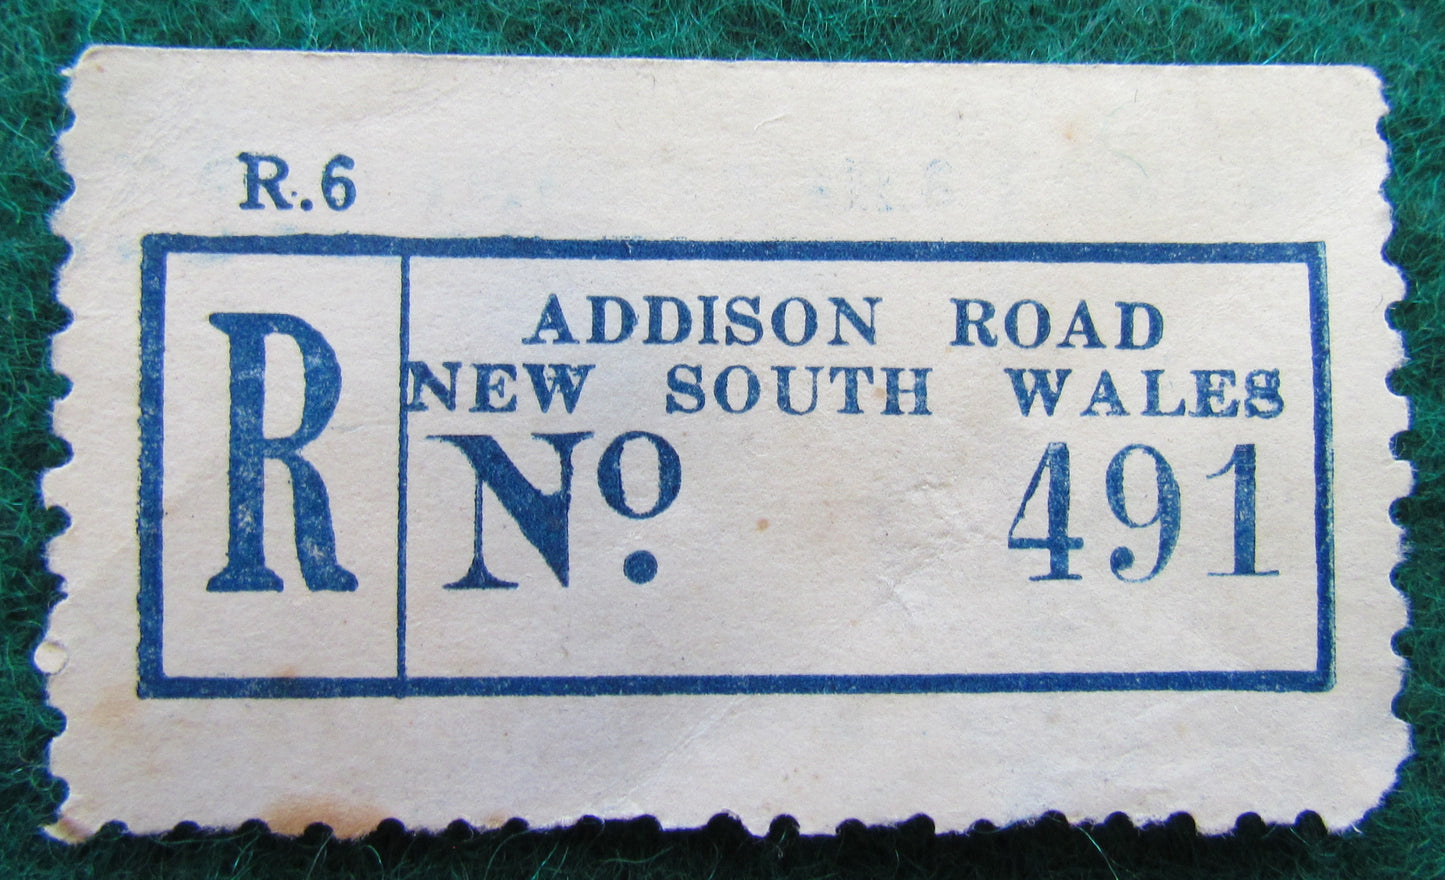 R.6
R
ADDISON ROAD
NEW SOUTH WALES
No. 491